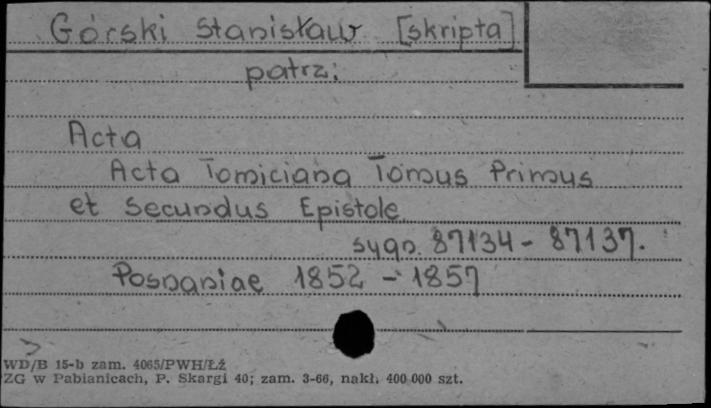 Górski Stanisław [skripta]
patrz:
Acta
Acta Tomiciana Tomus Primus
et Secundus Epistole
sygn. 87134 - 87137.
Posnaniae 1852 - 1857
WD/B 15-b zam. 4065/PWH/Łź
ZG w Pabianicach, P. Skargi 40; zam. 3-66, nakł. 400 000 szt.